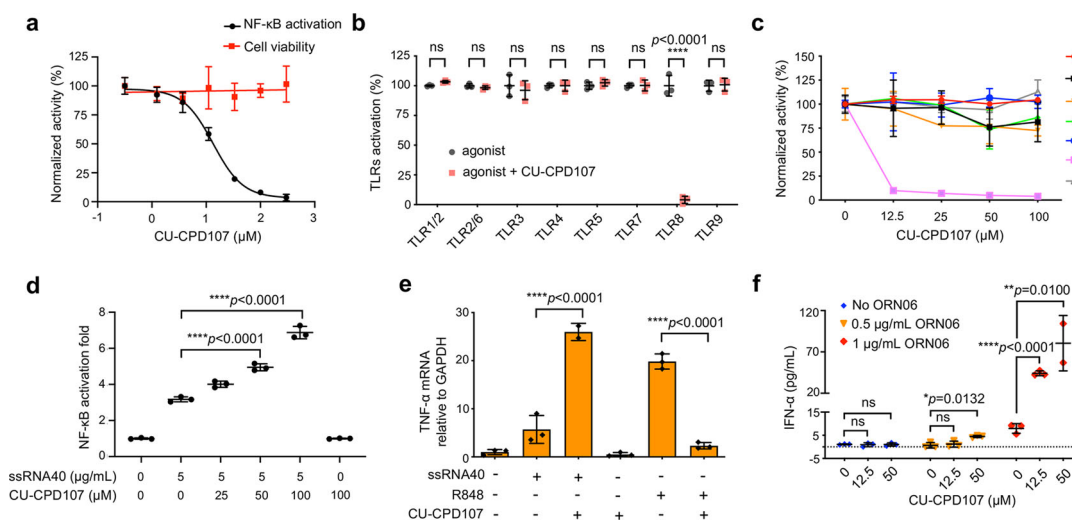 a
NF-κB activation
Cell viability
Normalized activity (%)
125
100
75
50
25
0
-1 0 1 2 3
CU-CPD107 (μM)
b
p<0.0001
ns ns ns ns ns ns **** ns
TLRs activation (%)
125
100
75
50
25
0
agonist
agonist + CU-CPD107
TLR1/2 TLR2/6 TLR3 TLR4 TLR5 TLR7 TLR8 TLR9
c
Normalized activity (%)
125
100
75
50
25
0
0 12.5 25 50 100
CU-CPD107 (μM)
d
****p<0.0001
****p<0.0001
NF-κB activation fold
8
6
4
2
0
ssRNA40 (μg/mL) 0 5 5 5 5 0
CU-CPD107 (μM) 0 0 25 50 100 100
e
****p<0.0001
****p<0.0001
TNF-α mRNA
relative to GAPDH
30
20
10
0
ssRNA40 - + + - - -
R848 - - - - + +
CU-CPD107 - - + + - +
f
No ORN06
0.5 μg/mL ORN06
1 μg/mL ORN06
**p=0.0100
****p<0.0001
*p=0.0132
ns
ns
ns
IFN-α (pg/mL)
150
100
50
15
5
5
0 12.5 50 0 12.5 50 0 12.5 50
CU-CPD107 (μM)